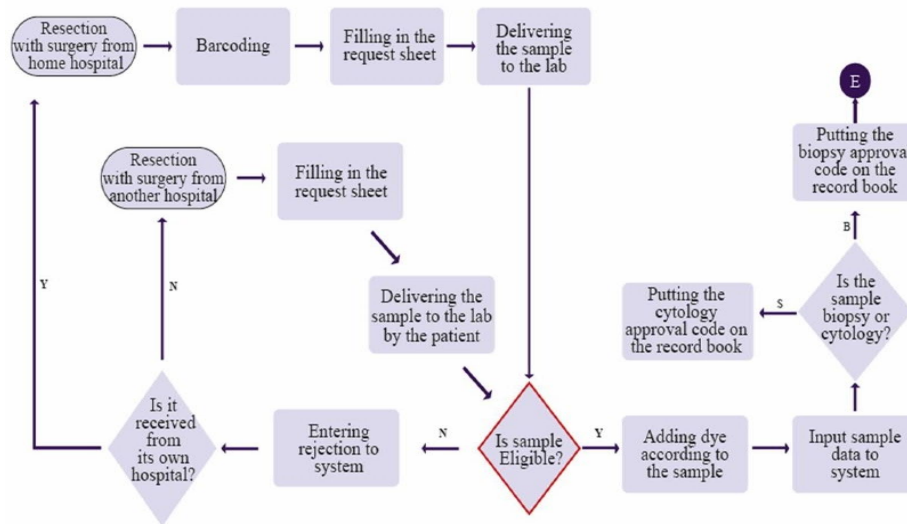 Resection
with surgery from
home hospital
Barcoding
Filling in the
request sheet
Delivering
the sample
to the lab
E
Putting the
biopsy approval
code on the
record book
Resection
with surgery from
another hospital
Filling in the
request sheet
B
Y
N
Delivering the
sample to the lab
by the patient
Putting the
cytology
approval code on
the record book
S
Is the
sample
biopsy or
cytology?
Is it
received
from
its own
hospital?
Entering
rejection to
system
N
Is sample
Eligible?
Y
Adding dye
according to
the sample
Input sample
data to
system